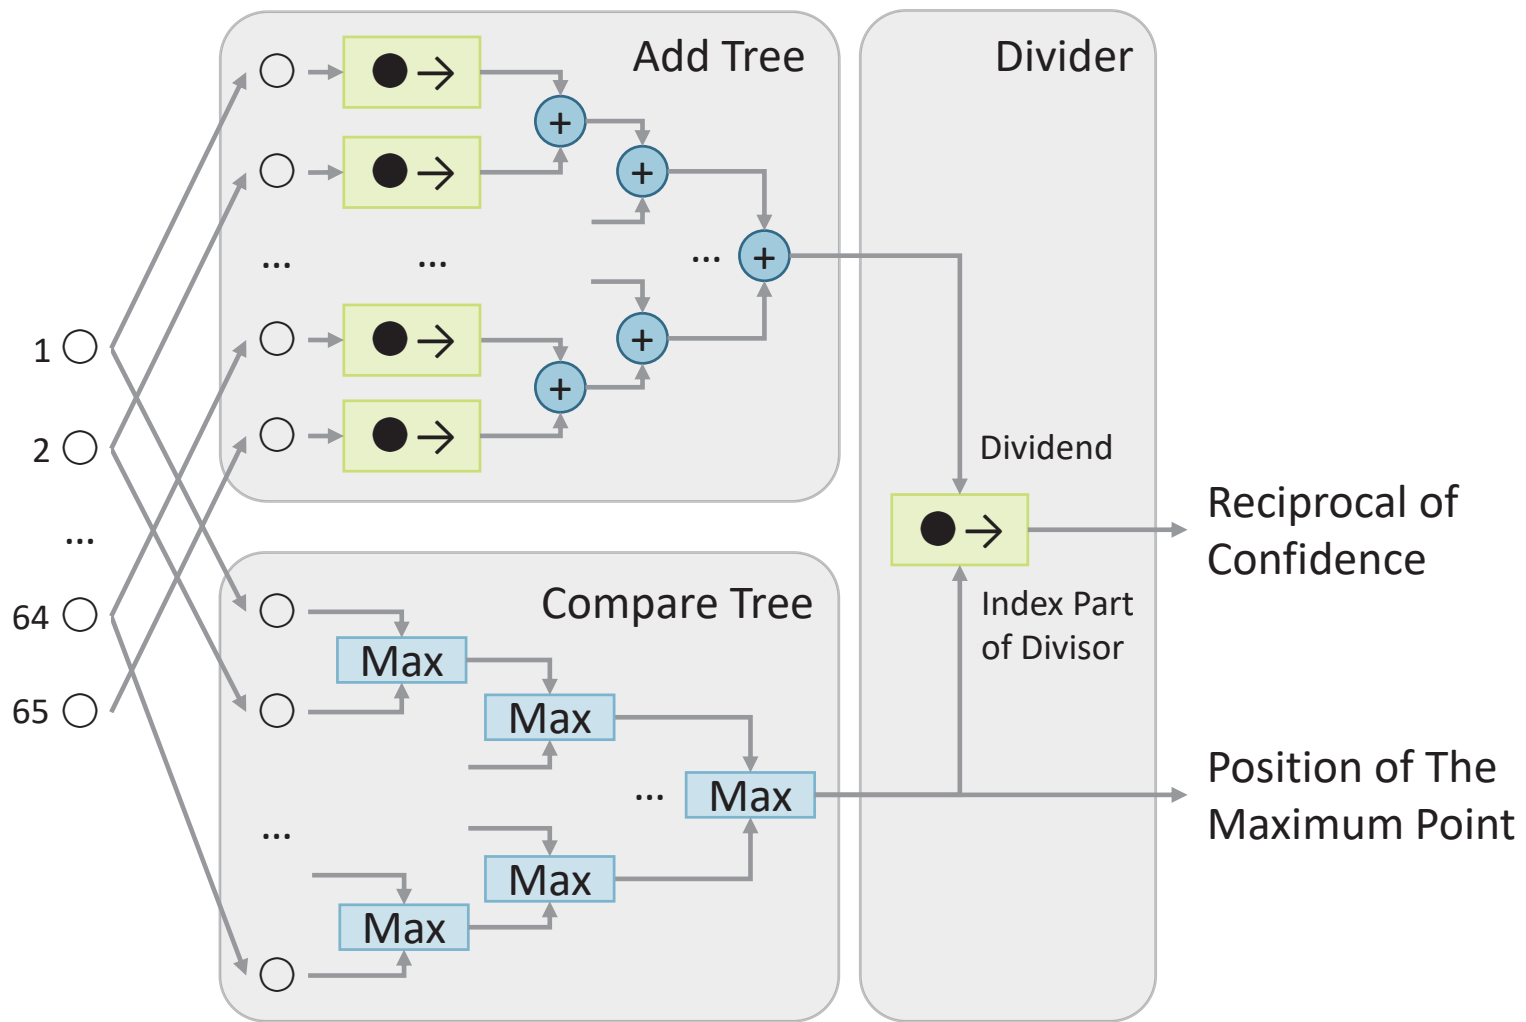 Add Tree
Divider
+
+
...
...
...
+
1
+
+
2
Dividend
Reciprocal of
Confidence
...
Compare Tree
Index Part
of Divisor
64
Max
65
Max
Position of The
Maximum Point
...
Max
...
Max
Max